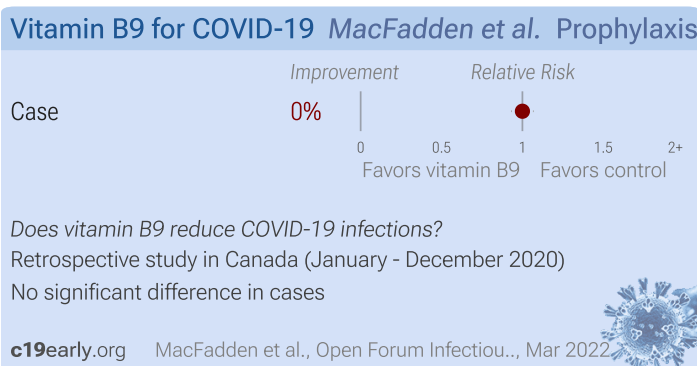 Vitamin B9 for COVID-19 MacFadden et al. Prophylaxis
Improvement Relative Risk
Case 0%
0 0.5 1 1.5 2+
Favors vitamin B9 Favors control
Does vitamin B9 reduce COVID-19 infections?
Retrospective study in Canada (January - December 2020)
No significant difference in cases
c19early.org MacFadden et al., Open Forum Infectiou.., Mar 2022